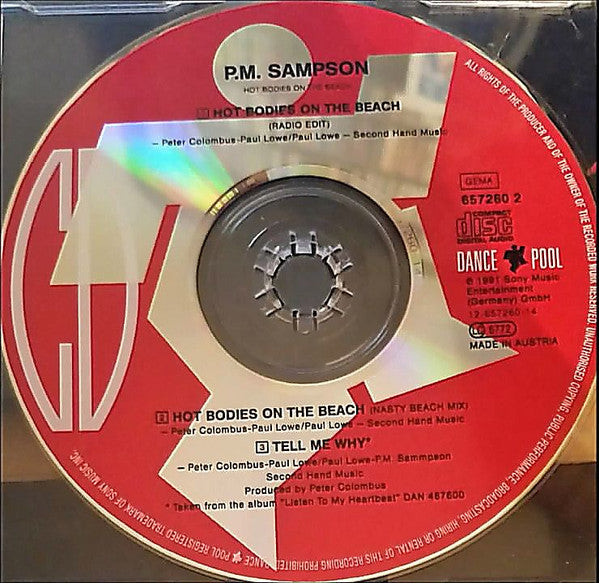 P.M. SAMPSON
HOT BODIES ON THE BEACH
1 HOT BODIES ON THE BEACH
(RADIO EDIT)
– Peter Colombus-Paul Lowe/Paul Lowe – Second Hand Music
CD
GEMA
657260 2
COMPACT
disc
DIGITAL AUDIO
DANCE POOL
℗ 1991 Sony Music
Entertainment
(Germany) GmbH
12-657260-14
LC 6772
MADE IN AUSTRIA
2 HOT BODIES ON THE BEACH (NASTY BEACH MIX)
– Peter Colombus-Paul Lowe/Paul Lowe – Second Hand Music
3 TELL ME WHY*
– Peter Colombus-Paul Lowe/Paul Lowe-P.M. Sammpson
Second Hand Music
Produced by Peter Colombus
* Taken from the album "Listen To My Heartbeat" DAN 467600
ALL RIGHTS OF THE PRODUCER AND OF THE OWNER OF THE RECORDED WORK RESERVED. UNAUTHORISED COPYING, PUBLIC PERFORMANCE, BROADCASTING, HIRING OR RENTAL OF THIS RECORDING PROHIBITED. DANCE POOL REGISTERED TRADEMARK OF SONY MUSIC INC.